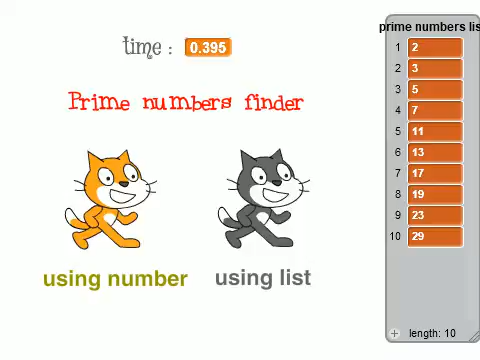 time : 0.395
Prime numbers finder
using number
using list
prime numbers lis
1 2
2 3
3 5
4 7
5 11
6 13
7 17
8 19
9 23
10 29
+ length: 10